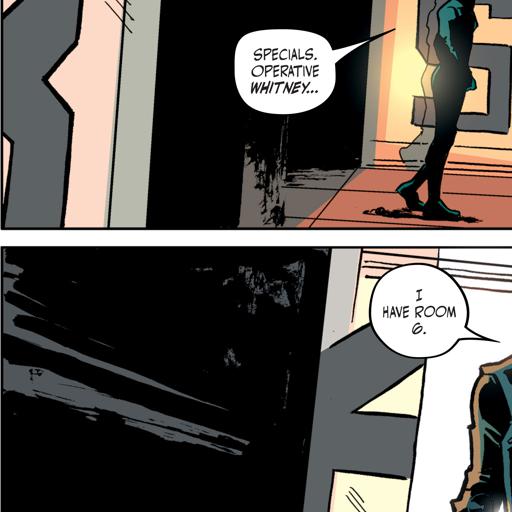 SPECIALS.
OPERATIVE
WHITNEY...
I
HAVE ROOM
6.